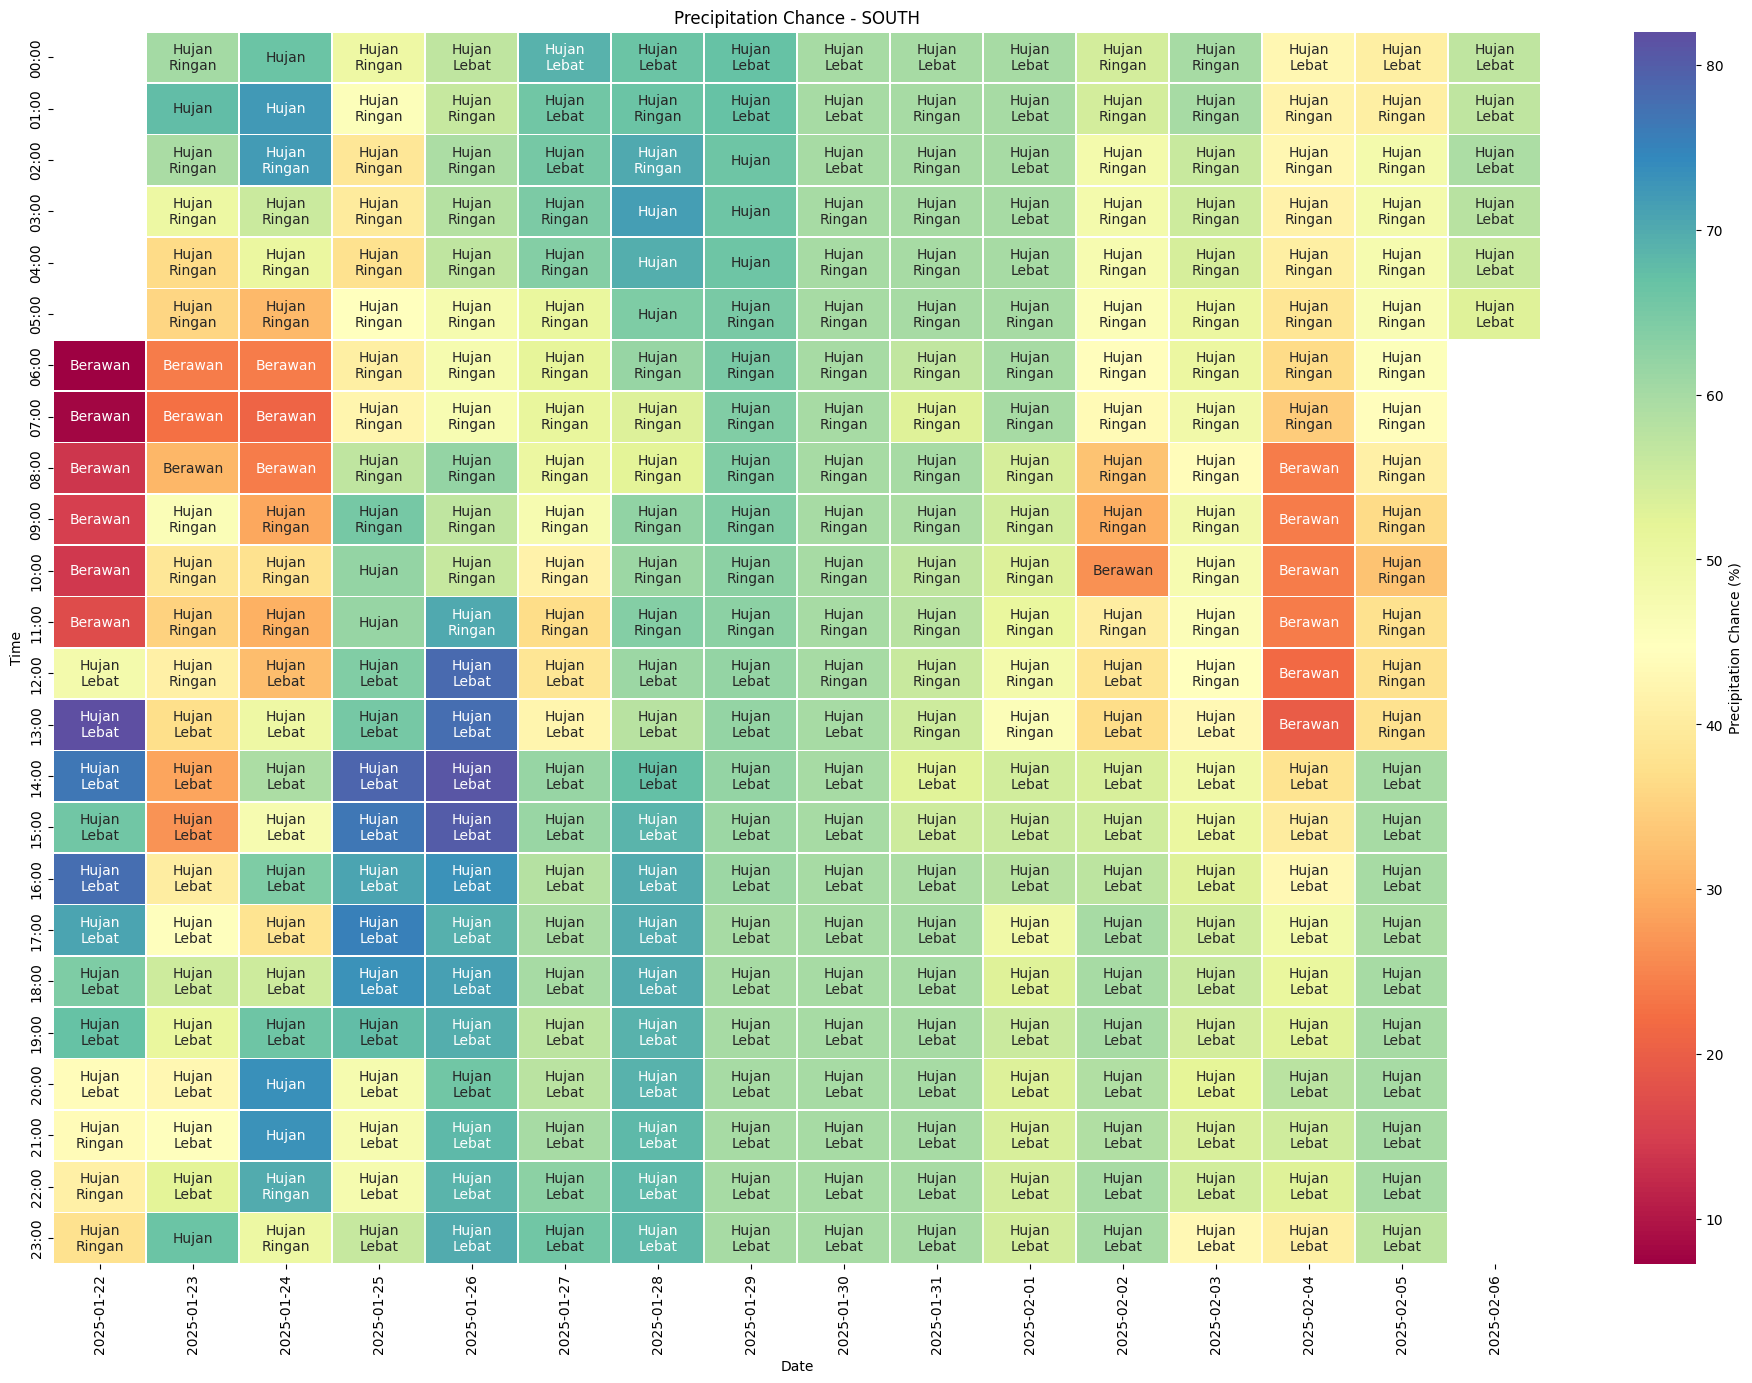 Precipitation Chance - SOUTH
00:00 Hujan Ringan Hujan Hujan Ringan Hujan Lebat Hujan Lebat Hujan Lebat Hujan Lebat Hujan Lebat Hujan Lebat Hujan Lebat Hujan Ringan Hujan Ringan Hujan Lebat Hujan Lebat Hujan Lebat
01:00 Hujan Hujan Hujan Ringan Hujan Ringan Hujan Lebat Hujan Ringan Hujan Lebat Hujan Lebat Hujan Ringan Hujan Lebat Hujan Ringan Hujan Ringan Hujan Ringan Hujan Ringan Hujan Lebat
02:00 Hujan Ringan Hujan Ringan Hujan Ringan Hujan Ringan Hujan Lebat Hujan Ringan Hujan Hujan Lebat Hujan Ringan Hujan Lebat Hujan Ringan Hujan Ringan Hujan Ringan Hujan Ringan Hujan Lebat
03:00 Hujan Ringan Hujan Ringan Hujan Ringan Hujan Ringan Hujan Ringan Hujan Hujan Hujan Ringan Hujan Ringan Hujan Lebat Hujan Ringan Hujan Ringan Hujan Ringan Hujan Ringan Hujan Lebat
04:00 Hujan Ringan Hujan Ringan Hujan Ringan Hujan Ringan Hujan Ringan Hujan Hujan Hujan Ringan Hujan Ringan Hujan Lebat Hujan Ringan Hujan Ringan Hujan Ringan Hujan Ringan Hujan Lebat
05:00 Hujan Ringan Hujan Ringan Hujan Ringan Hujan Ringan Hujan Ringan Hujan Hujan Ringan Hujan Ringan Hujan Ringan Hujan Ringan Hujan Ringan Hujan Ringan Hujan Ringan Hujan Ringan Hujan Lebat
06:00 Berawan Berawan Berawan Hujan Ringan Hujan Ringan Hujan Ringan Hujan Ringan Hujan Ringan Hujan Ringan Hujan Ringan Hujan Ringan Hujan Ringan Hujan Ringan Hujan Ringan Hujan Ringan
07:00 Berawan Berawan Berawan Hujan Ringan Hujan Ringan Hujan Ringan Hujan Ringan Hujan Ringan Hujan Ringan Hujan Ringan Hujan Ringan Hujan Ringan Hujan Ringan Hujan Ringan Hujan Ringan
08:00 Berawan Berawan Berawan Hujan Ringan Hujan Ringan Hujan Ringan Hujan Ringan Hujan Ringan Hujan Ringan Hujan Ringan Hujan Ringan Hujan Ringan Hujan Ringan Berawan Hujan Ringan
09:00 Berawan Hujan Ringan Hujan Ringan Hujan Ringan Hujan Ringan Hujan Ringan Hujan Ringan Hujan Ringan Hujan Ringan Hujan Ringan Hujan Ringan Hujan Ringan Hujan Ringan Berawan Hujan Ringan
10:00 Berawan Hujan Ringan Hujan Ringan Hujan Hujan Ringan Hujan Ringan Hujan Ringan Hujan Ringan Hujan Ringan Hujan Ringan Hujan Ringan Berawan Hujan Ringan Berawan Hujan Ringan
11:00 Berawan Hujan Ringan Hujan Ringan Hujan Hujan Ringan Hujan Ringan Hujan Ringan Hujan Ringan Hujan Ringan Hujan Ringan Hujan Ringan Hujan Ringan Hujan Ringan Berawan Hujan Ringan
12:00 Hujan Lebat Hujan Ringan Hujan Lebat Hujan Lebat Hujan Lebat Hujan Lebat Hujan Lebat Hujan Lebat Hujan Ringan Hujan Ringan Hujan Ringan Hujan Lebat Hujan Ringan Berawan Hujan Ringan
13:00 Hujan Lebat Hujan Lebat Hujan Lebat Hujan Lebat Hujan Lebat Hujan Lebat Hujan Lebat Hujan Lebat Hujan Lebat Hujan Ringan Hujan Ringan Hujan Lebat Hujan Lebat Berawan Hujan Ringan
14:00 Hujan Lebat Hujan Lebat Hujan Lebat Hujan Lebat Hujan Lebat Hujan Lebat Hujan Lebat Hujan Lebat Hujan Lebat Hujan Lebat Hujan Lebat Hujan Lebat Hujan Lebat Hujan Lebat Hujan Lebat
15:00 Hujan Lebat Hujan Lebat Hujan Lebat Hujan Lebat Hujan Lebat Hujan Lebat Hujan Lebat Hujan Lebat Hujan Lebat Hujan Lebat Hujan Lebat Hujan Lebat Hujan Lebat Hujan Lebat Hujan Lebat
16:00 Hujan Lebat Hujan Lebat Hujan Lebat Hujan Lebat Hujan Lebat Hujan Lebat Hujan Lebat Hujan Lebat Hujan Lebat Hujan Lebat Hujan Lebat Hujan Lebat Hujan Lebat Hujan Lebat Hujan Lebat
17:00 Hujan Lebat Hujan Lebat Hujan Lebat Hujan Lebat Hujan Lebat Hujan Lebat Hujan Lebat Hujan Lebat Hujan Lebat Hujan Lebat Hujan Lebat Hujan Lebat Hujan Lebat Hujan Lebat Hujan Lebat
18:00 Hujan Lebat Hujan Lebat Hujan Lebat Hujan Lebat Hujan Lebat Hujan Lebat Hujan Lebat Hujan Lebat Hujan Lebat Hujan Lebat Hujan Lebat Hujan Lebat Hujan Lebat Hujan Lebat Hujan Lebat
19:00 Hujan Lebat Hujan Lebat Hujan Lebat Hujan Lebat Hujan Lebat Hujan Lebat Hujan Lebat Hujan Lebat Hujan Lebat Hujan Lebat Hujan Lebat Hujan Lebat Hujan Lebat Hujan Lebat Hujan Lebat
20:00 Hujan Lebat Hujan Lebat Hujan Hujan Lebat Hujan Lebat Hujan Lebat Hujan Lebat Hujan Lebat Hujan Lebat Hujan Lebat Hujan Lebat Hujan Lebat Hujan Lebat Hujan Lebat Hujan Lebat
21:00 Hujan Ringan Hujan Lebat Hujan Hujan Lebat Hujan Lebat Hujan Lebat Hujan Lebat Hujan Lebat Hujan Lebat Hujan Lebat Hujan Lebat Hujan Lebat Hujan Lebat Hujan Lebat Hujan Lebat
22:00 Hujan Ringan Hujan Lebat Hujan Ringan Hujan Lebat Hujan Lebat Hujan Lebat Hujan Lebat Hujan Lebat Hujan Lebat Hujan Lebat Hujan Lebat Hujan Lebat Hujan Lebat Hujan Lebat Hujan Lebat
23:00 Hujan Ringan Hujan Hujan Ringan Hujan Lebat Hujan Lebat Hujan Lebat Hujan Lebat Hujan Lebat Hujan Lebat Hujan Lebat Hujan Lebat Hujan Lebat Hujan Lebat Hujan Lebat Hujan Lebat
2025-01-22 2025-01-23 2025-01-24 2025-01-25 2025-01-26 2025-01-27 2025-01-28 2025-01-29 2025-01-30 2025-01-31 2025-02-01 2025-02-02 2025-02-03 2025-02-04 2025-02-05 2025-02-06
Date
Time
80
70
60
50
40
30
20
10
Precipitation Chance (%)